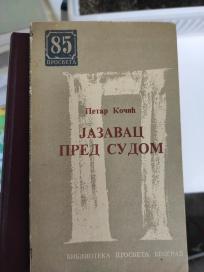 85
ПРОСВЕТА
Петар Кочић
ЈАЗАВАЦ
ПРЕД СУДОМ
БИБЛИОТЕКА ПРОСВЕТА БЕОГРАД